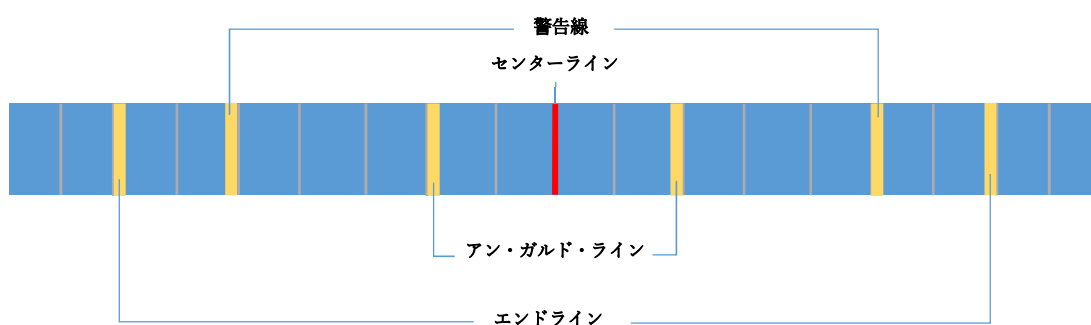 警告線
センターライン
アン・ガルド・ライン
エンドライン